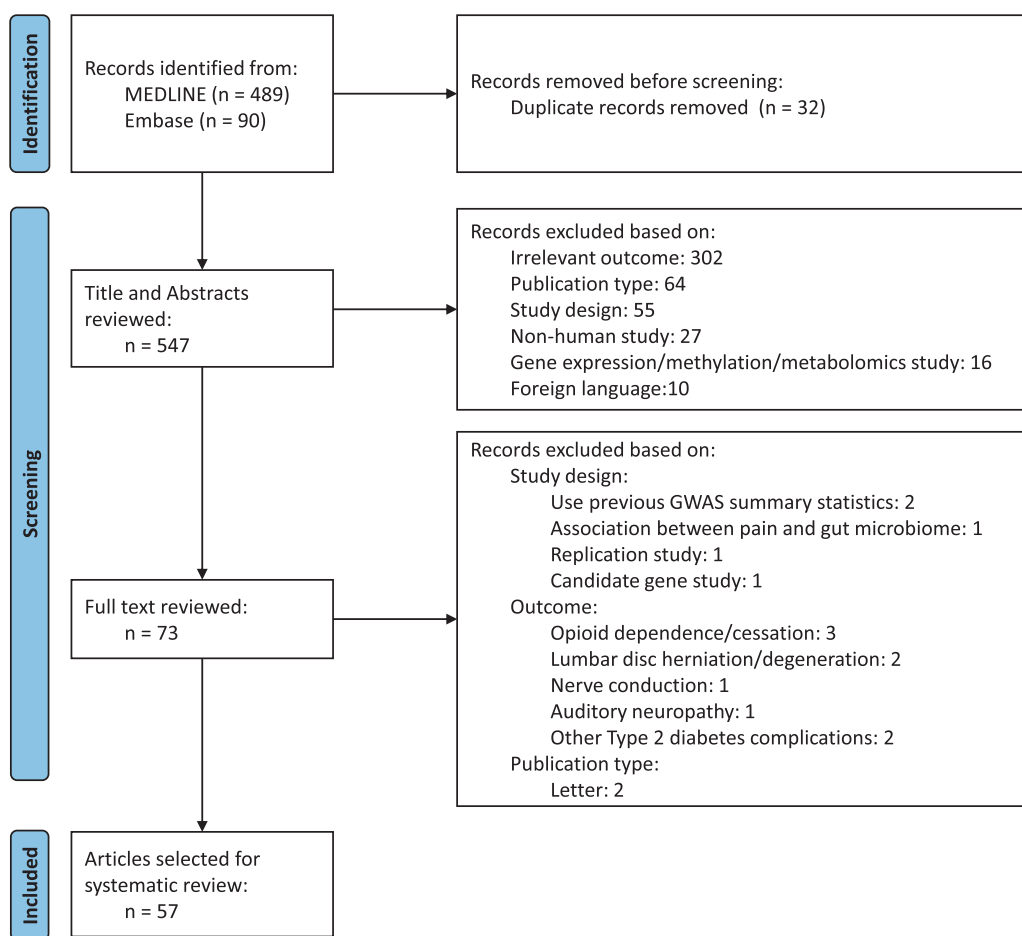 Identification
Records identified from:
MEDLINE (n = 489)
Embase (n = 90)
Records removed before screening:
Duplicate records removed  (n = 32)
Screening
Title and Abstracts
reviewed:
n = 547
Records excluded based on:
Irrelevant outcome: 302
Publication type: 64
Study design: 55
Non-human study: 27
Gene expression/methylation/metabolomics study: 16
Foreign language:10
Full text reviewed:
n = 73
Records excluded based on:
Study design:
Use previous GWAS summary statistics: 2
Association between pain and gut microbiome: 1
Replication study: 1
Candidate gene study: 1
Outcome:
Opioid dependence/cessation: 3
Lumbar disc herniation/degeneration: 2
Nerve conduction: 1
Auditory neuropathy: 1
Other Type 2 diabetes complications: 2
Publication type:
Letter: 2
Included
Articles selected for
systematic review:
n = 57